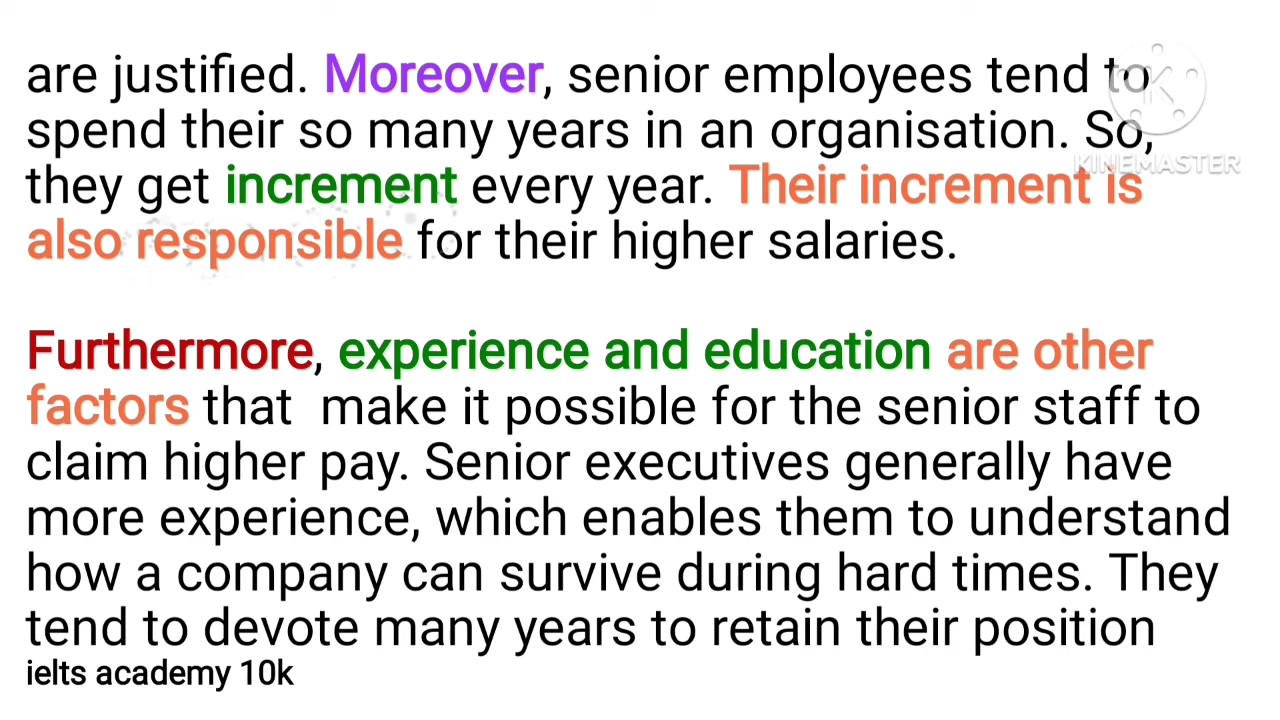 are justified. Moreover, senior employees tend to
spend their so many years in an organisation. So,
they get increment every year. Their increment is
also responsible for their higher salaries.
Furthermore, experience and education are other
factors that  make it possible for the senior staff to
claim higher pay. Senior executives generally have
more experience, which enables them to understand
how a company can survive during hard times. They
tend to devote many years to retain their position
ielts academy 10k
KINEMASTER